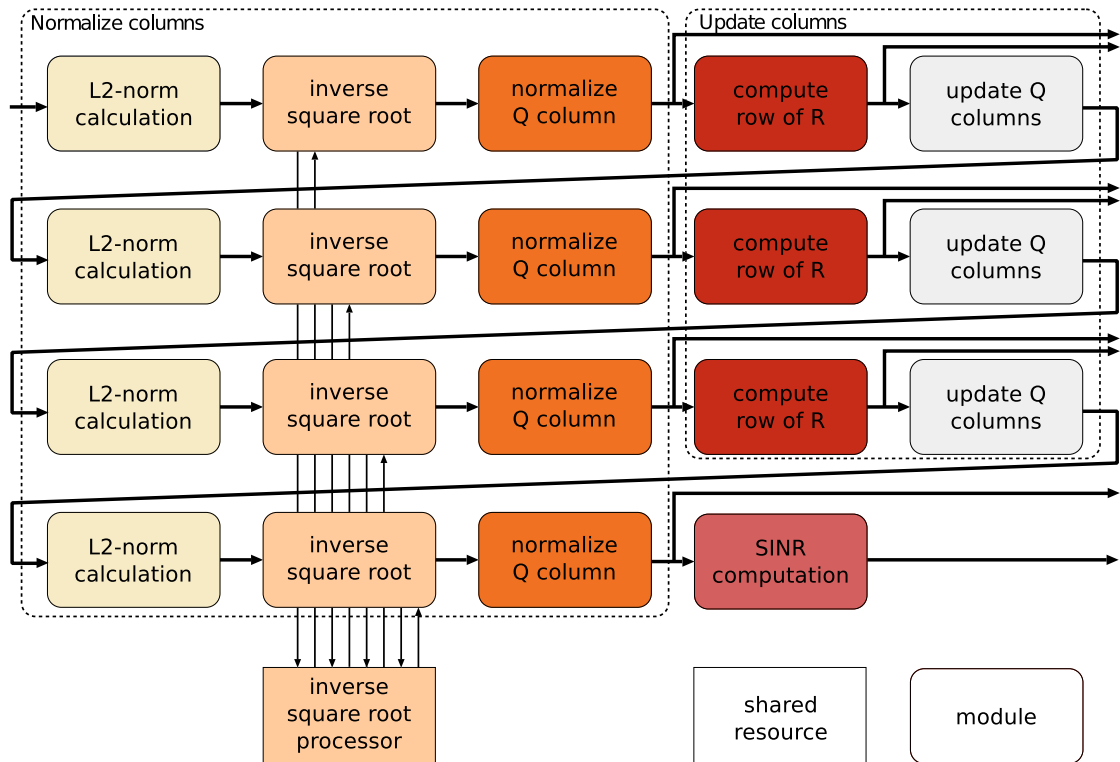 Normalize columns
Update columns
L2-norm
calculation
inverse
square root
normalize
Q column
compute
row of R
update Q
columns
L2-norm
calculation
inverse
square root
normalize
Q column
compute
row of R
update Q
columns
L2-norm
calculation
inverse
square root
normalize
Q column
compute
row of R
update Q
columns
L2-norm
calculation
inverse
square root
normalize
Q column
SINR
computation
inverse
square root
processor
shared
resource
module